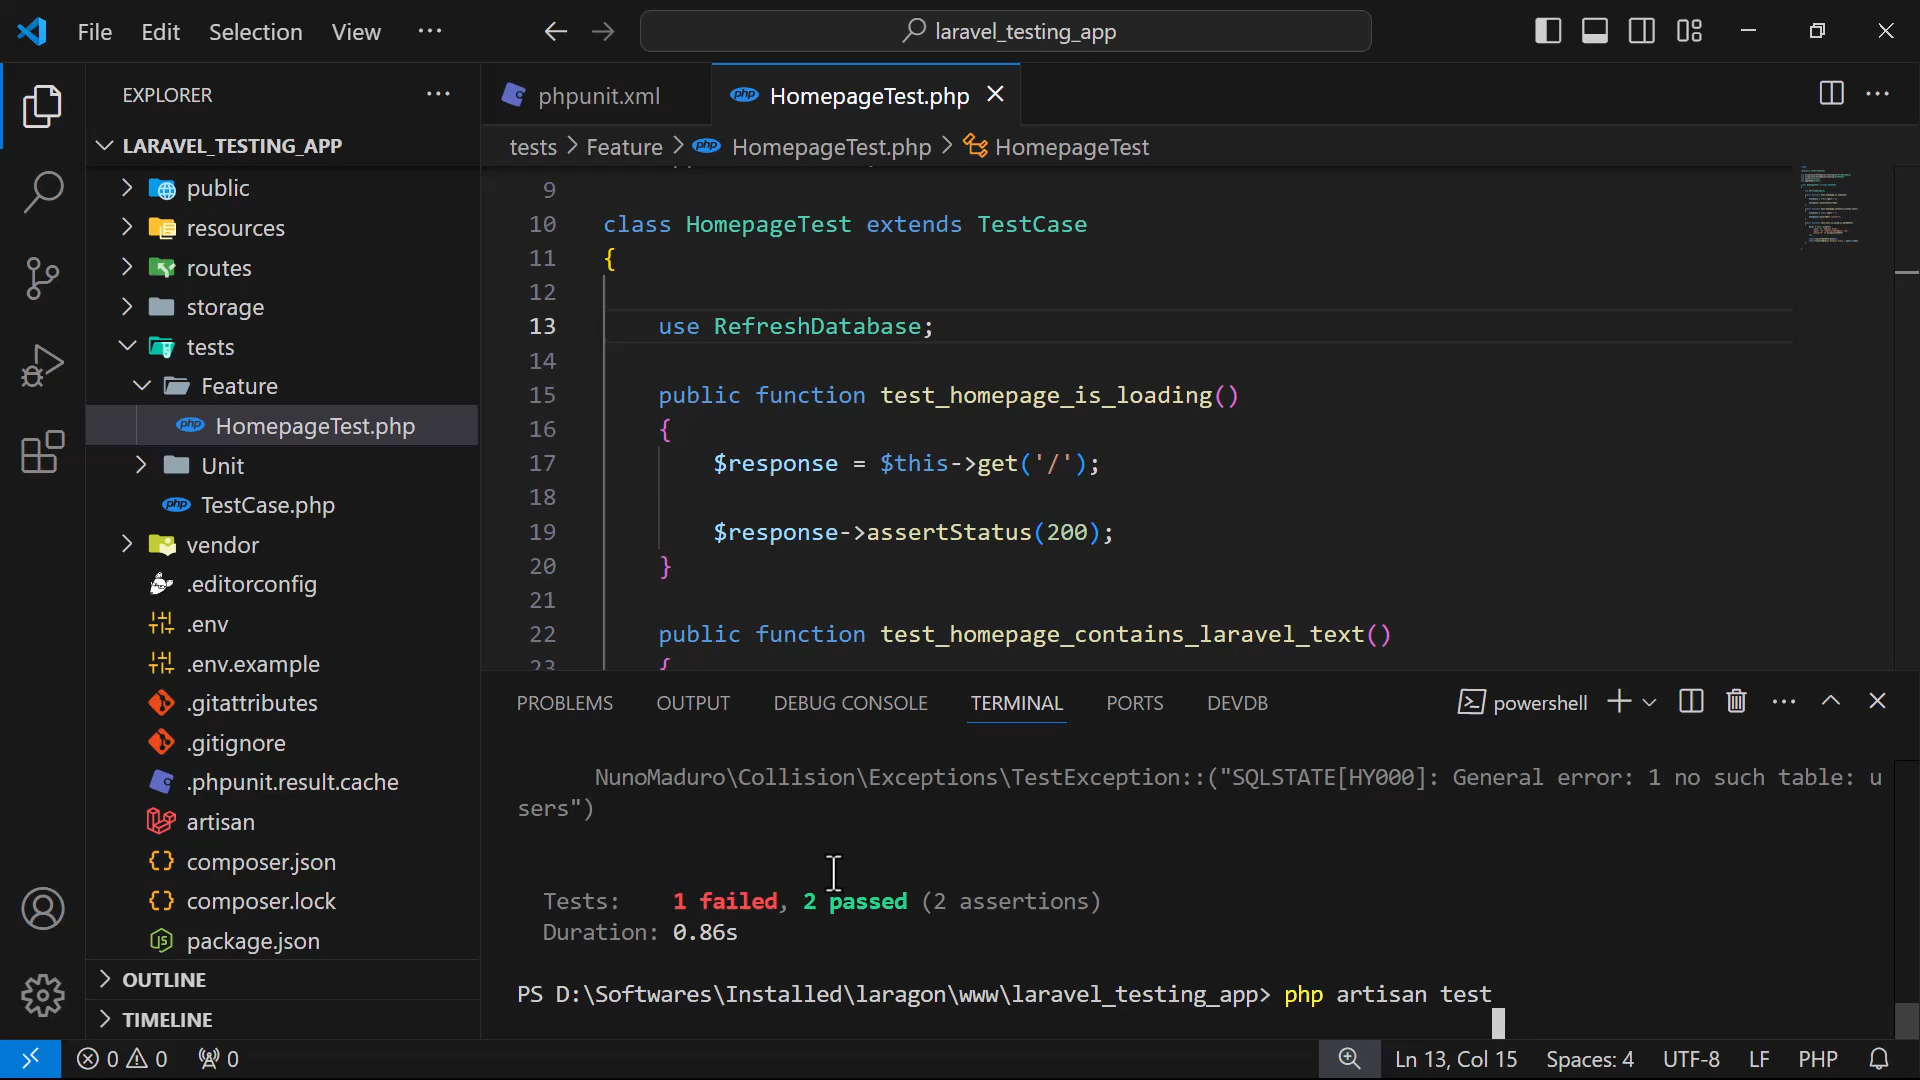 File Edit Selection View ··· laravel_testing_app
EXPLORER ···
LARAVEL_TESTING_APP
public
resources
routes
storage
tests
Feature
HomepageTest.php
Unit
TestCase.php
vendor
.editorconfig
.env
.env.example
.gitattributes
.gitignore
.phpunit.result.cache
artisan
composer.json
composer.lock
package.json
OUTLINE
TIMELINE
phpunit.xml
php HomepageTest.php
tests > Feature > php HomepageTest.php > HomepageTest
9
10 class HomepageTest extends TestCase
11 {
12
13 use RefreshDatabase;
14
15 public function test_homepage_is_loading()
16 {
17 $response = $this->get('/');
18
19 $response->assertStatus(200);
20 }
21
22 public function test_homepage_contains_laravel_text()
23 {
PROBLEMS OUTPUT DEBUG CONSOLE TERMINAL PORTS DEVDB powershell
NunoMaduro\Collision\Exceptions\TestException::("SQLSTATE[HY000]: General error: 1 no such table: u
sers")
Tests: 1 failed, 2 passed (2 assertions)
Duration: 0.86s
PS D:\Softwares\Installed\laragon\www\laravel_testing_app> php artisan test
0 0 0 Ln 13, Col 15 Spaces: 4 UTF-8 LF PHP